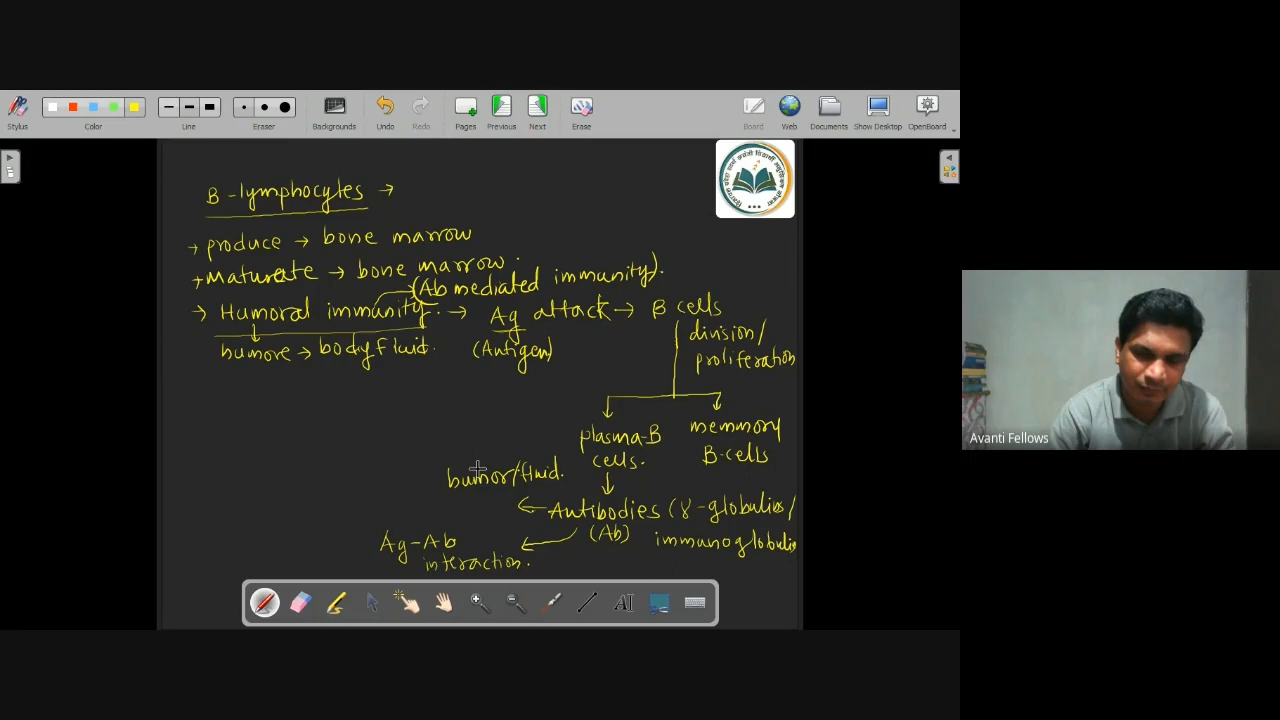 Stylus
Color
Line
Eraser
Backgrounds
Undo
Redo
Pages
Previous
Next
Erase
Board
Web
Documents
Show Desktop
OpenBoard
B-lymphocytes →
→ produce → bone marrow
→ Maturate → bone marrow.
(Ab mediated immunity).
→ Humoral immunity. → Ag attack → B cells
(Antigen)
humore → body fluid.
division/
proliferation
plasma-B
cells.
memmory
B-cells
humor/fluid.
Antibodies (γ-globulins/
(Ab)
immunoglobulin
Ag-Ab
interaction.
Avanti Fellows